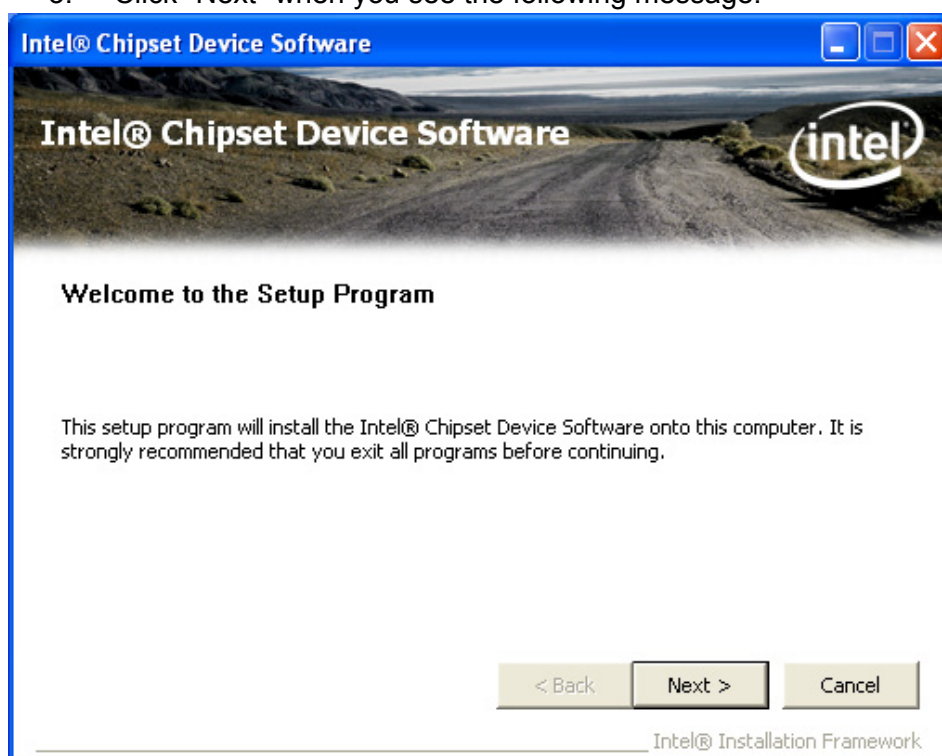 Click "Next" when you see the following message:
Intel® Chipset Device Software
Intel® Chipset Device Software
intel®
Welcome to the Setup Program
This setup program will install the Intel® Chipset Device Software onto this computer. It is
strongly recommended that you exit all programs before continuing.
< Back Next > Cancel
Intel® Installation Framework